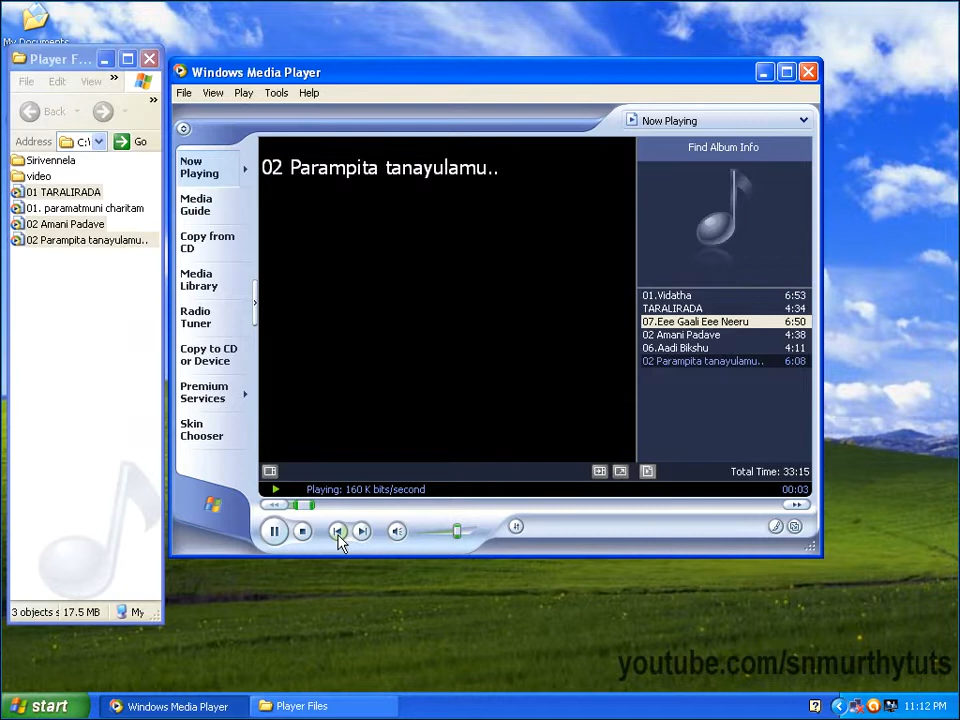 My Documents
Player F...
File Edit View »
Back
»
Address C:\ Go
Sirivennela
video
01 TARALIRADA
01. paramatmuni charitam
02 Amani Padave
02 Parampita tanayulamu..
3 objects s 17.5 MB My
Windows Media Player
File View Play Tools Help
Now Playing
Now
Playing
Media
Guide
Copy from
CD
Media
Library
Radio
Tuner
Copy to CD
or Device
Premium
Services
Skin
Chooser
02 Parampita tanayulamu..
Find Album Info
01.Vidatha 6:53
TARALIRADA 4:34
07.Eee Gaali Eee Neeru 6:50
02 Amani Padave 4:38
06.Aadi Bikshu 4:11
02 Parampita tanayulamu.. 6:08
Total Time: 33:15
Playing: 160 K bits/second 00:03
youtube.com/snmurthytuts
start Windows Media Player Player Files 11:12 PM